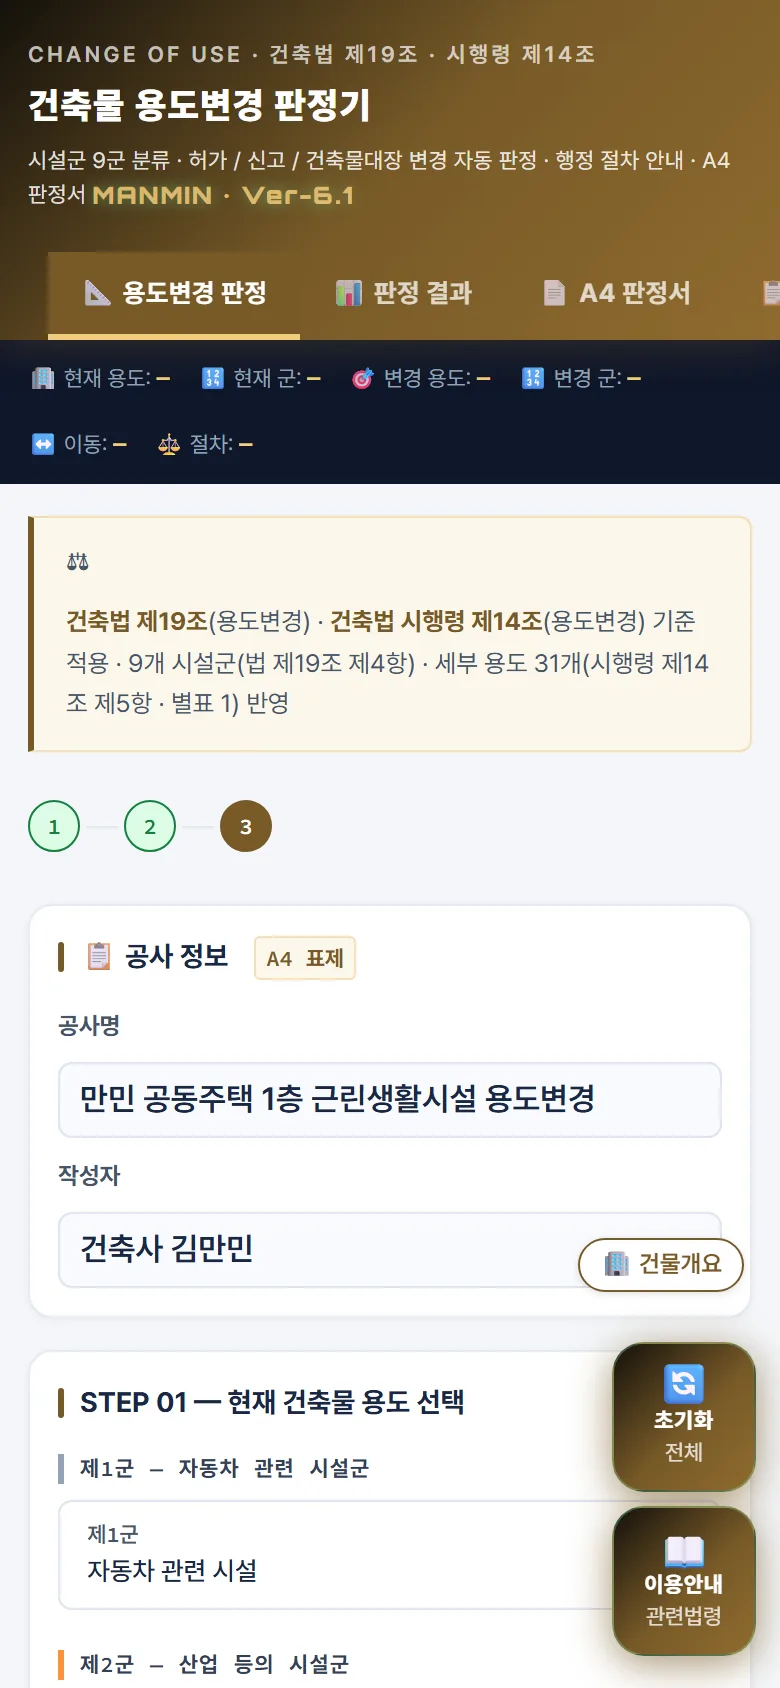 CHANGE OF USE · 건축법 제19조 · 시행령 제14조
건축물 용도변경 판정기
시설군 9군 분류 · 허가 / 신고 / 건축물대장 변경 자동 판정 · 행정 절차 안내 · A4
판정서 MANMIN · Ver-6.1
용도변경 판정
판정 결과
A4 판정서
현재 용도: –
현재 군: –
변경 용도: –
변경 군: –
이동: –
절차: –
건축법 제19조(용도변경) · 건축법 시행령 제14조(용도변경) 기준
적용 · 9개 시설군(법 제19조 제4항) · 세부 용도 31개(시행령 제14
조 제5항 · 별표 1) 반영
1
2
3
공사 정보
A4 표제
공사명
만민 공동주택 1층 근린생활시설 용도변경
작성자
건축사 김만민
건물개요
STEP 01 — 현재 건축물 용도 선택
제1군 — 자동차 관련 시설군
제1군
자동차 관련 시설
제2군 — 산업 등의 시설군
초기화
전체
이용안내
관련법령